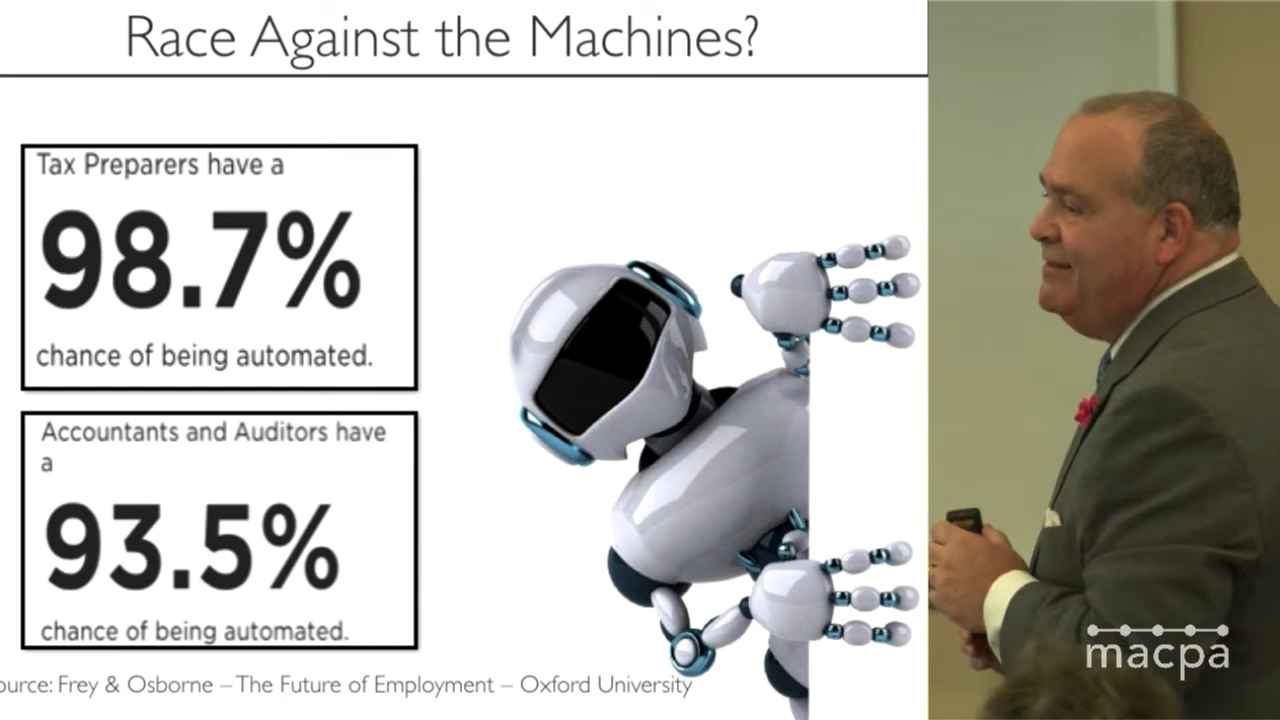 Race Against the Machines?
Tax Preparers have a
98.7%
chance of being automated.
Accountants and Auditors have
a
93.5%
chance of being automated.
ource: Frey & Osborne – The Future of Employment – Oxford University
macpa